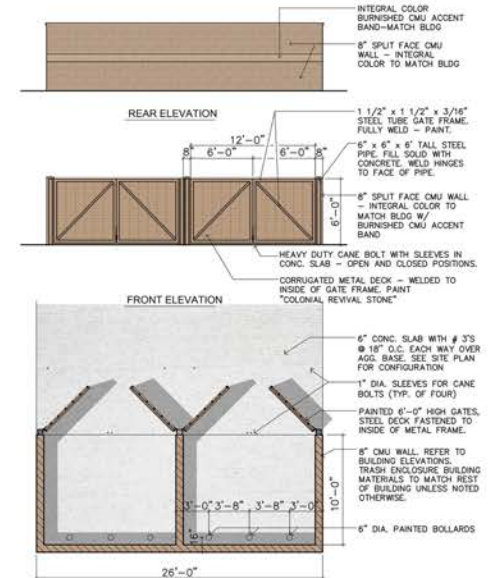 INTEGRAL COLOR
BURNISHED CMU ACCENT
BAND-MATCH BLDG
8" SPLIT FACE CMU
WALL - INTEGRAL
COLOR TO MATCH BLDG
REAR ELEVATION
1 1/2" x 1 1/2" x 3/16"
STEEL TUBE GATE FRAME.
FULLY WELD - PAINT.
6" x 6" x 6' TALL STEEL
PIPE. FILL SOLID WITH
CONCRETE. WELD HINGES
TO FACE OF PIPE.
12'-0"
8" 6'-0" 6'-0" 8"
6'-0"
8" SPLIT FACE CMU WALL
- INTEGRAL COLOR TO
MATCH BLDG W/
BURNISHED CMU ACCENT
BAND
HEAVY DUTY CANE BOLT WITH SLEEVES IN
CONC. SLAB - OPEN AND CLOSED POSITIONS.
CORRUGATED METAL DECK - WELDED TO
INSIDE OF GATE FRAME. PAINT
"COLONIAL REVIVAL STONE"
FRONT ELEVATION
6" CONC. SLAB WITH # 3'S
@ 18" O.C. EACH WAY OVER
AGG. BASE. SEE SITE PLAN
FOR CONFIGURATION
1" DIA. SLEEVES FOR CANE
BOLTS (TYP. OF FOUR)
PAINTED 6'-0" HIGH GATES,
STEEL DECK FASTENED TO
INSIDE OF METAL FRAME.
8" CMU WALL. REFER TO
BUILDING ELEVATIONS.
TRASH ENCLOSURE BUILDING
MATERIALS TO MATCH REST
OF BUILDING UNLESS NOTED
OTHERWISE.
3'-0" 3'-8" 3'-8" 3'-0"
10'-0"
16"
6" DIA. PAINTED BOLLARDS
26'-0"